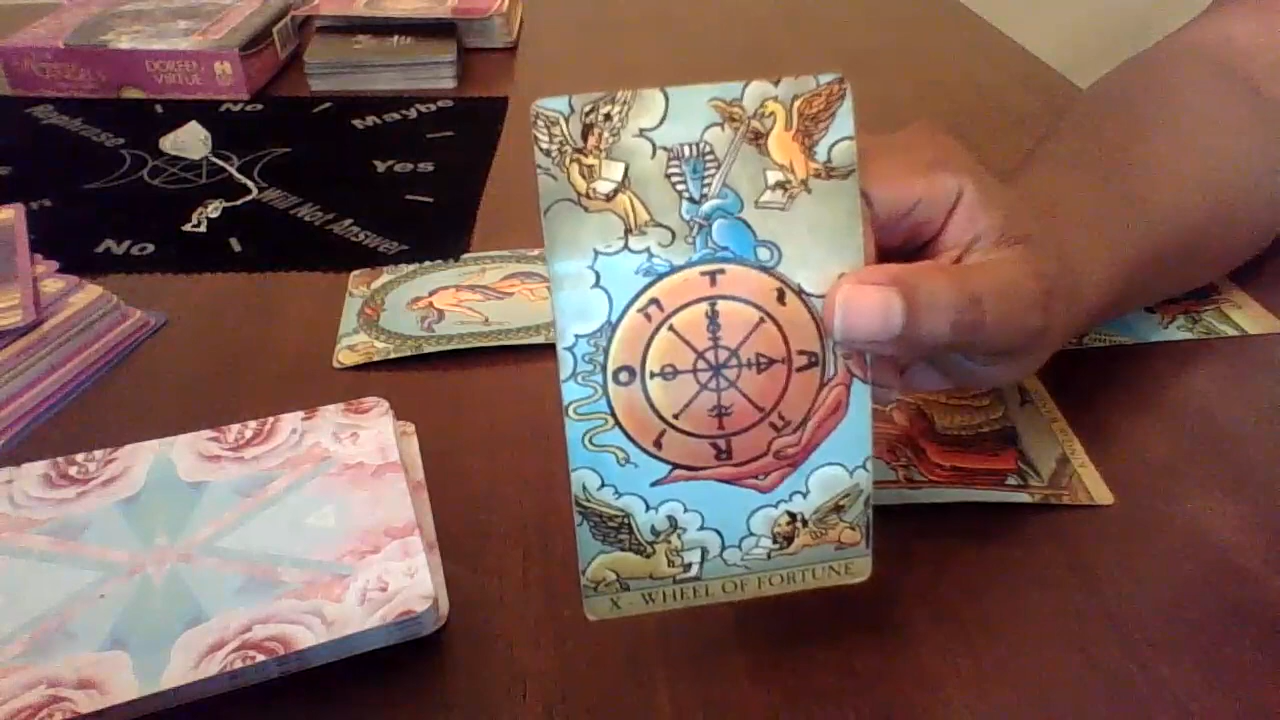 DOREEN
VIRTUE
No
Maybe
Rephrase
Yes
Will Not Answer
No
T
A
R
O
X · WHEEL OF FORTUNE